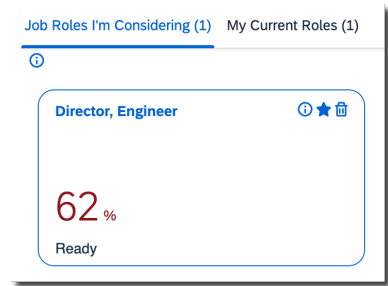 Job Roles I'm Considering (1) My Current Roles (1)
Director, Engineer
62 %
Ready